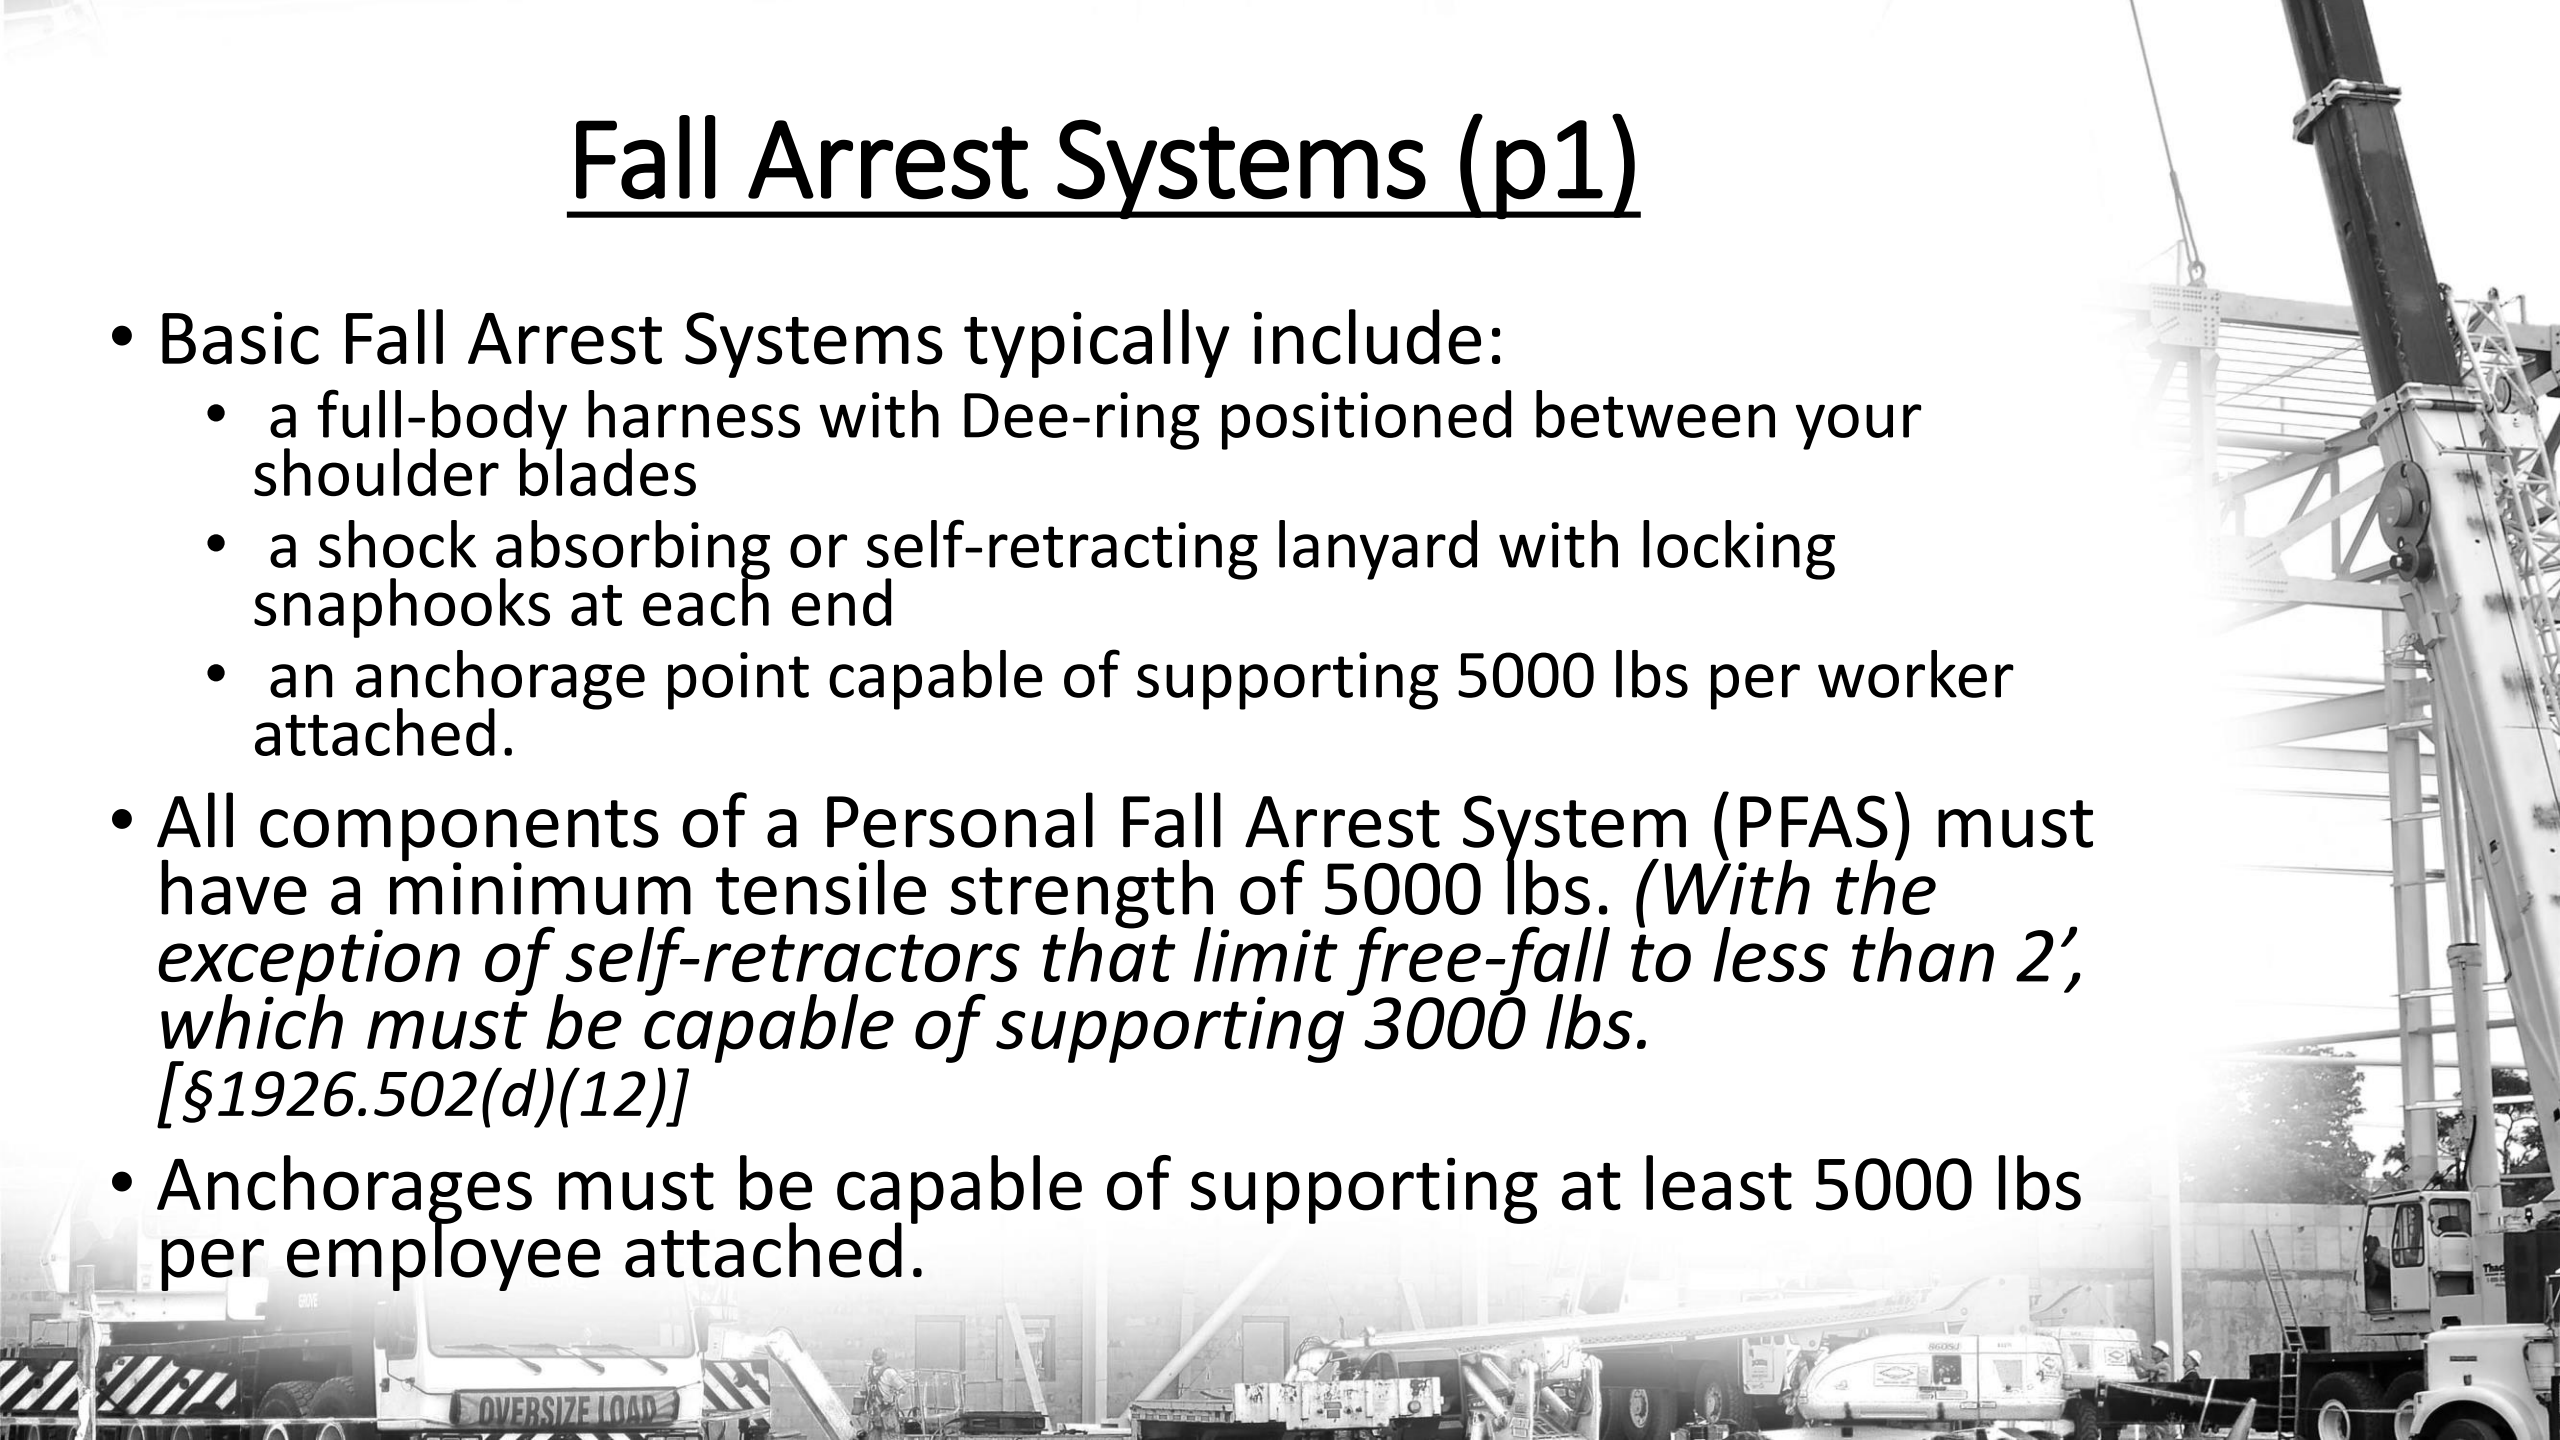 Fall Arrest Systems (p1)
• Basic Fall Arrest Systems typically include:
• a full-body harness with Dee-ring positioned between your
shoulder blades
• a shock absorbing or self-retracting lanyard with locking
snaphooks at each end
• an anchorage point capable of supporting 5000 lbs per worker
attached.
• All components of a Personal Fall Arrest System (PFAS) must
have a minimum tensile strength of 5000 lbs. (With the
exception of self-retractors that limit free-fall to less than 2’,
which must be capable of supporting 3000 lbs.
[§1926.502(d)(12)]
• Anchorages must be capable of supporting at least 5000 lbs
per employee attached.
GROVE
OVERSIZE LOAD